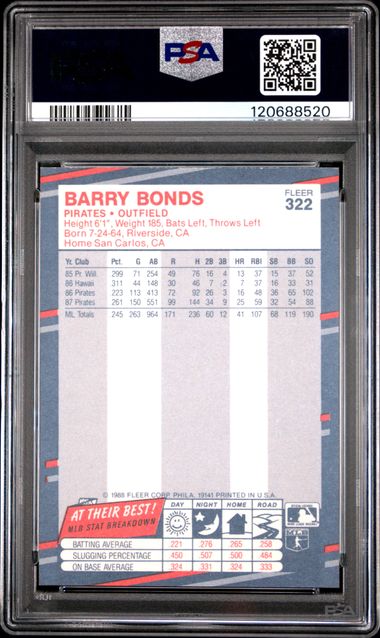 PSA
120688520
BARRY BONDS
FLEER
322
PIRATES • OUTFIELD
Height 6'1", Weight 185, Bats Left, Throws Left
Born 7-24-64, Riverside, CA
Home San Carlos, CA
Yr. Club Pct. G AB R H 2B 3B HR RBI SB BB SO
85 Pr. Will. 299 71 254 49 76 16 4 13 37 15 37 52
86 Hawaii 311 44 148 30 46 7 2 7 37 16 33 31
86 Pirates 223 113 413 72 92 26 3 16 48 36 65 102
87 Pirates 261 150 551 99 144 34 9 25 59 32 54 88
ML Totals 245 263 964 171 236 60 12 41 107 68 119 190
© 1988 FLEER CORP. PHILA. 19141 PRINTED IN U.S.A.
AT THEIR BEST!
MLB STAT BREAKDOWN
DAY NIGHT HOME ROAD
BATTING AVERAGE .221 .276 .265 .258
SLUGGING PERCENTAGE .450 .507 .500 .484
ON BASE AVERAGE .324 .331 .324 .333
PSA